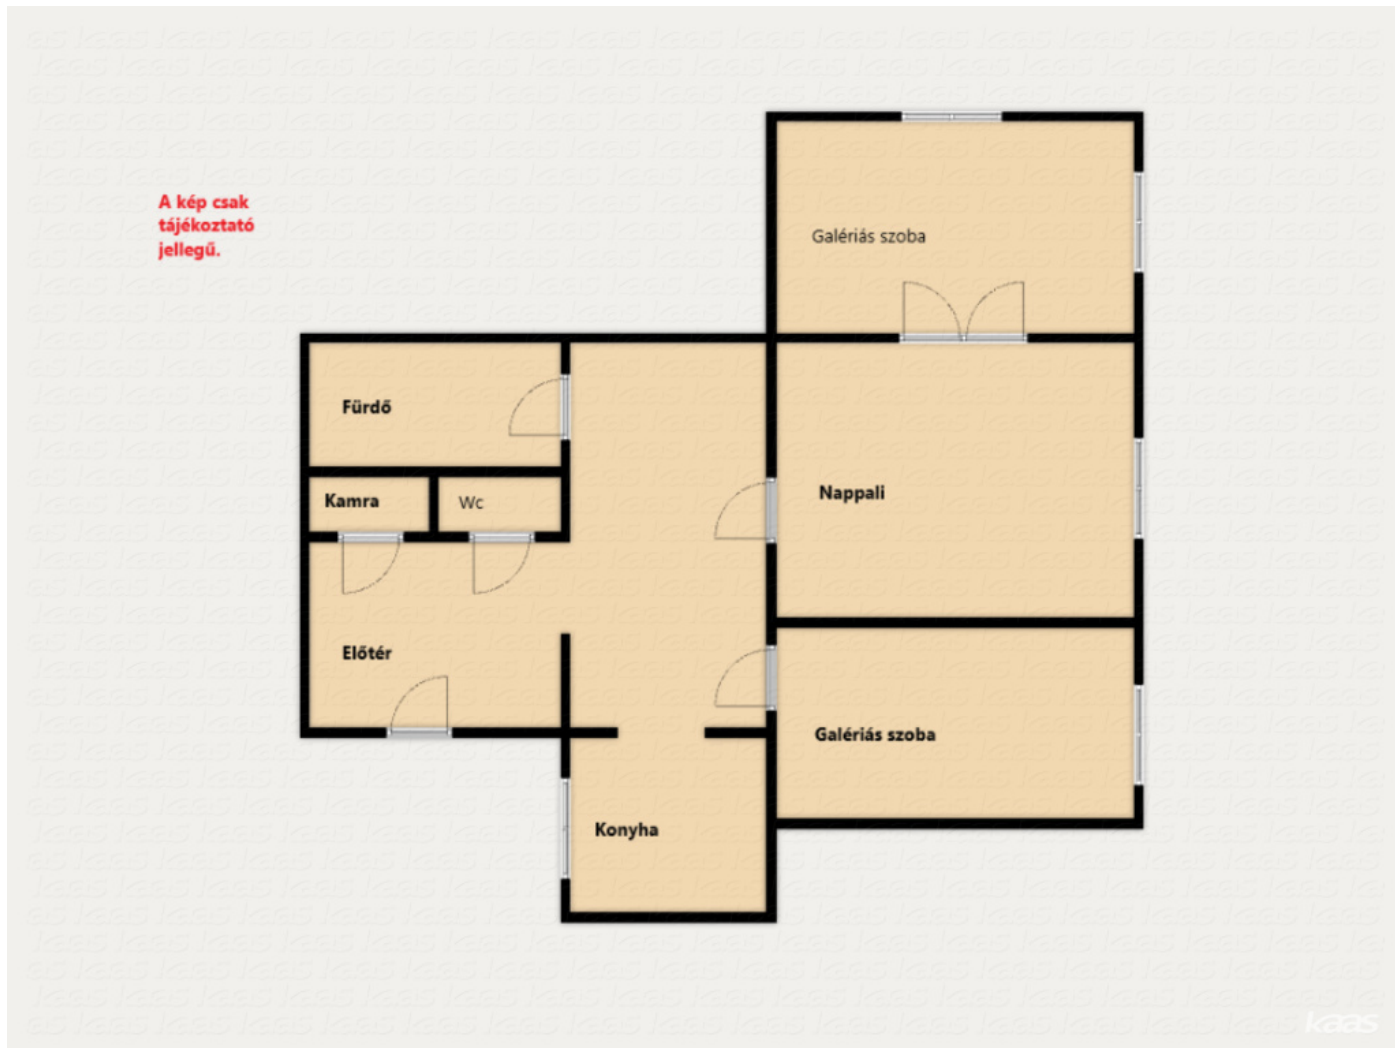 A kép csak
tájékoztató
jellegű.
Galériás szoba
Fürdő
Kamra
Wc
Nappali
Előtér
Galériás szoba
Konyha
kaas